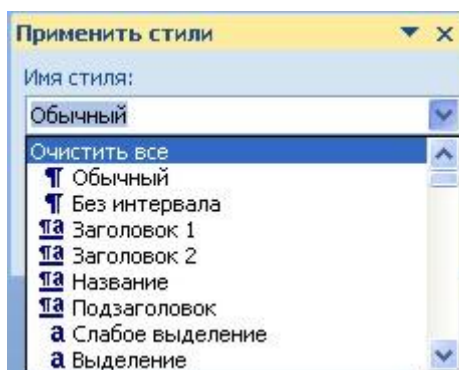 Применить стили
Имя стиля:
Обычный
Очистить все
¶ Обычный
¶ Без интервала
¶a Заголовок 1
¶a Заголовок 2
¶a Название
¶a Подзаголовок
a Слабое выделение
a Выделение